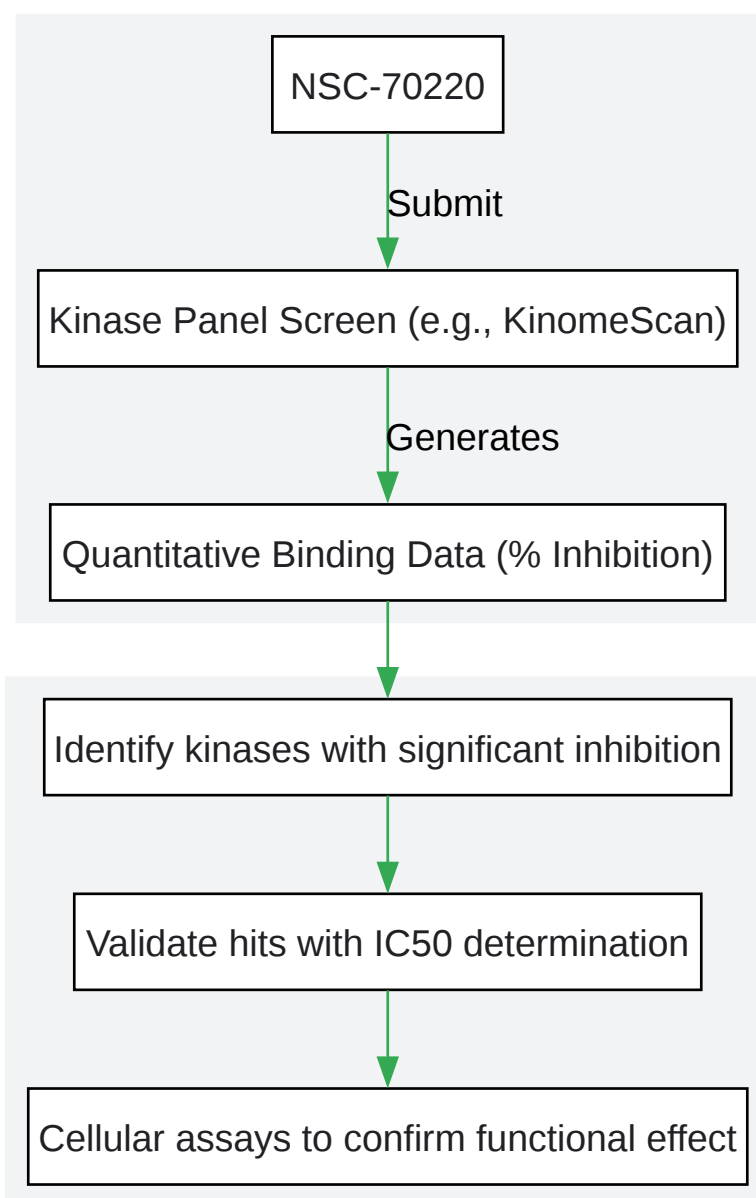 NSC-70220
Submit
Kinase Panel Screen (e.g., KinomeScan)
Generates
Quantitative Binding Data (% Inhibition)
Identify kinases with significant inhibition
Validate hits with IC50 determination
Cellular assays to confirm functional effect